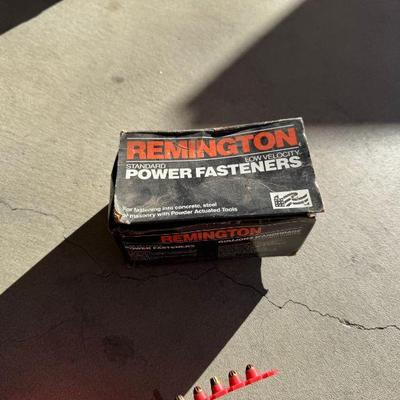 REMINGTON
STANDARD LOW VELOCITY
POWER FASTENERS
For fastening into concrete, steel
or masonry with Powder Actuated Tools
REMINGTON
POWER FASTENERS